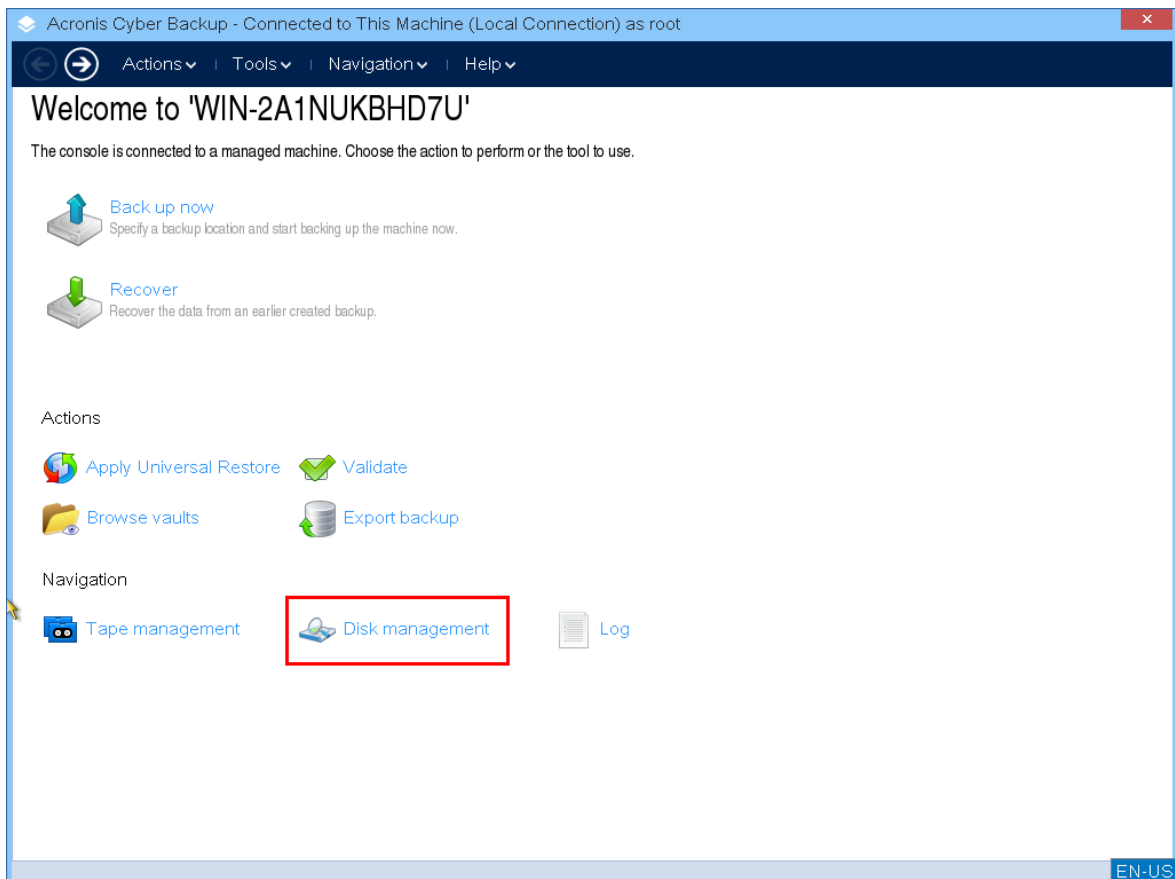 Acronis Cyber Backup - Connected to This Machine (Local Connection) as root
Actions Tools Navigation Help
Welcome to 'WIN-2A1NUKBHD7U'
The console is connected to a managed machine. Choose the action to perform or the tool to use.
Back up now
Specify a backup location and start backing up the machine now.
Recover
Recover the data from an earlier created backup.
Actions
Apply Universal Restore Validate
Browse vaults Export backup
Navigation
Tape management Disk management Log
EN-US